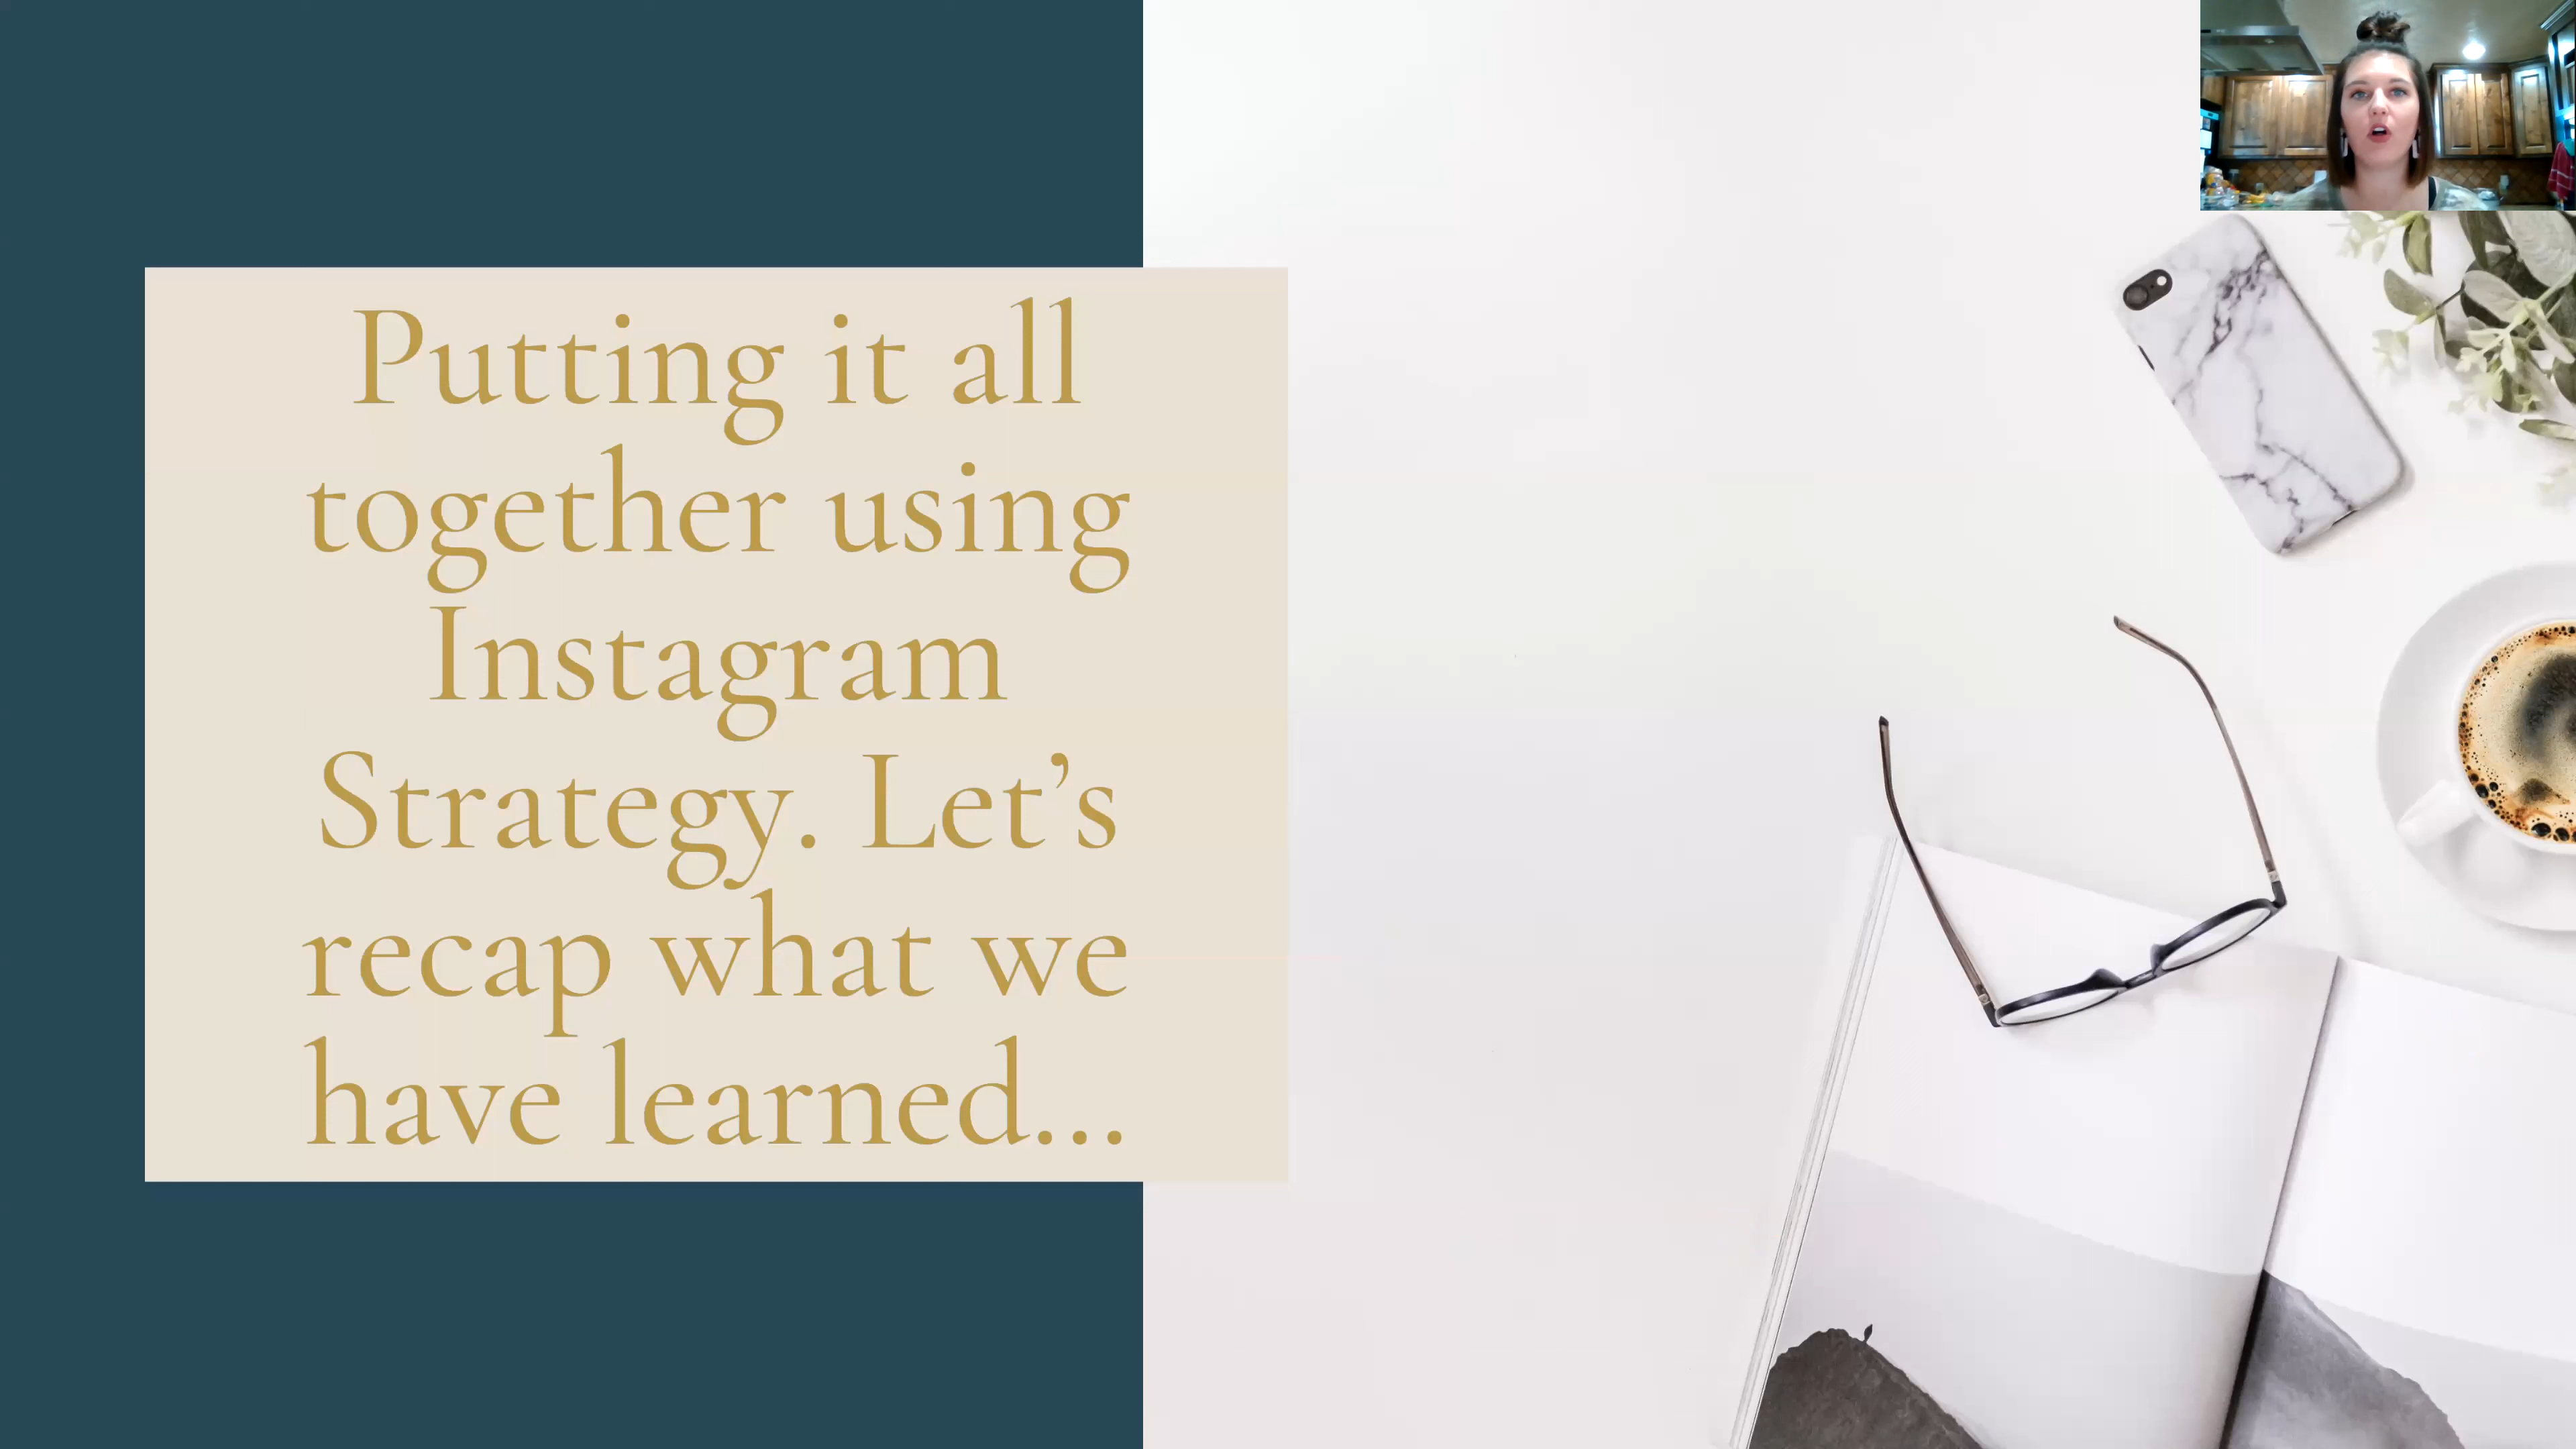 Putting it all
together using
Instagram
Strategy. Let’s
recap what we
have learned...